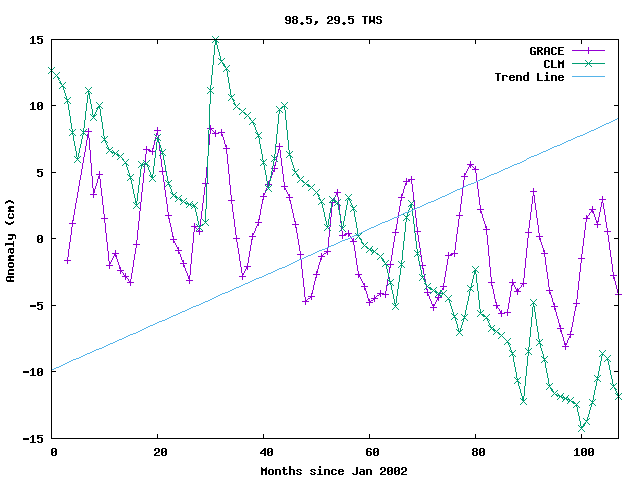 98.5, 29.5 TWS
GRACE
CLM
Trend Line
15
10
5
0
-5
-10
-15
Anomaly (cm)
0 20 40 60 80 100
Months since Jan 2002